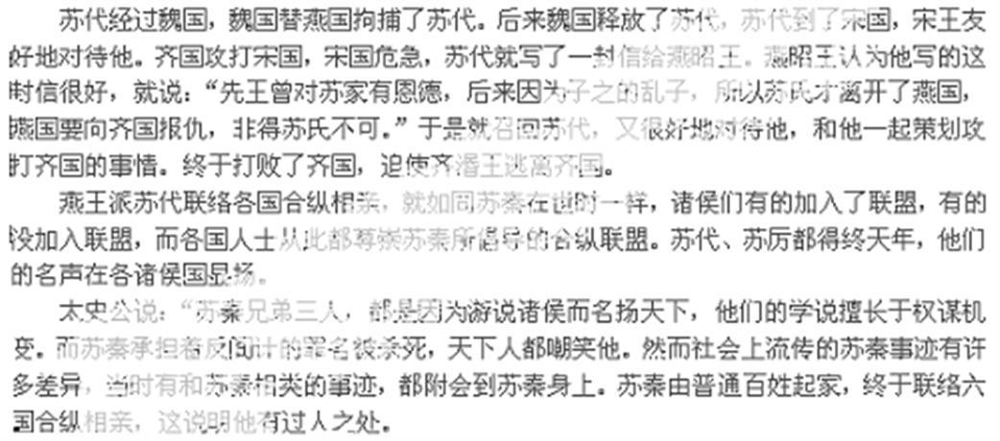 苏代经过魏国，魏国替燕国拘捕了苏代。后来魏国释放了苏代，苏代到了宋国，宋王友
好地对待他。齐国攻打宋国，宋国危急，苏代就写了一封信给燕昭王。燕昭王认为他写的这
封信很好，就说：“先王曾对苏家有恩德，后来因为子之的乱子，所以苏氏才离开了燕国，
燕国要向齐国报仇，非得苏氏不可。”于是就召回苏代，又很好地对待他，和他一起策划攻
打齐国的事情。终于打败了齐国，迫使齐湣王逃离齐国。
燕王派苏代联络各国合纵相亲，就如同苏秦在世时一样，诸侯们有的加入了联盟，有的
没加入联盟，而各国人士从此都尊崇苏秦所倡导的合纵联盟。苏代、苏厉都得终天年，他们
的名声在各诸侯国显扬。
太史公说：“苏秦兄弟三人，都是因为游说诸侯而名扬天下，他们的学说擅长于权谋机
变。而苏秦承担着反间计的罪名被杀死，天下人都嘲笑他。然而社会上流传的苏秦事迹有许
多差异，当时有和苏秦相类的事迹，都附会到苏秦身上。苏秦由普通百姓起家，终于联络六
国合纵相亲，这说明他有过人之处。